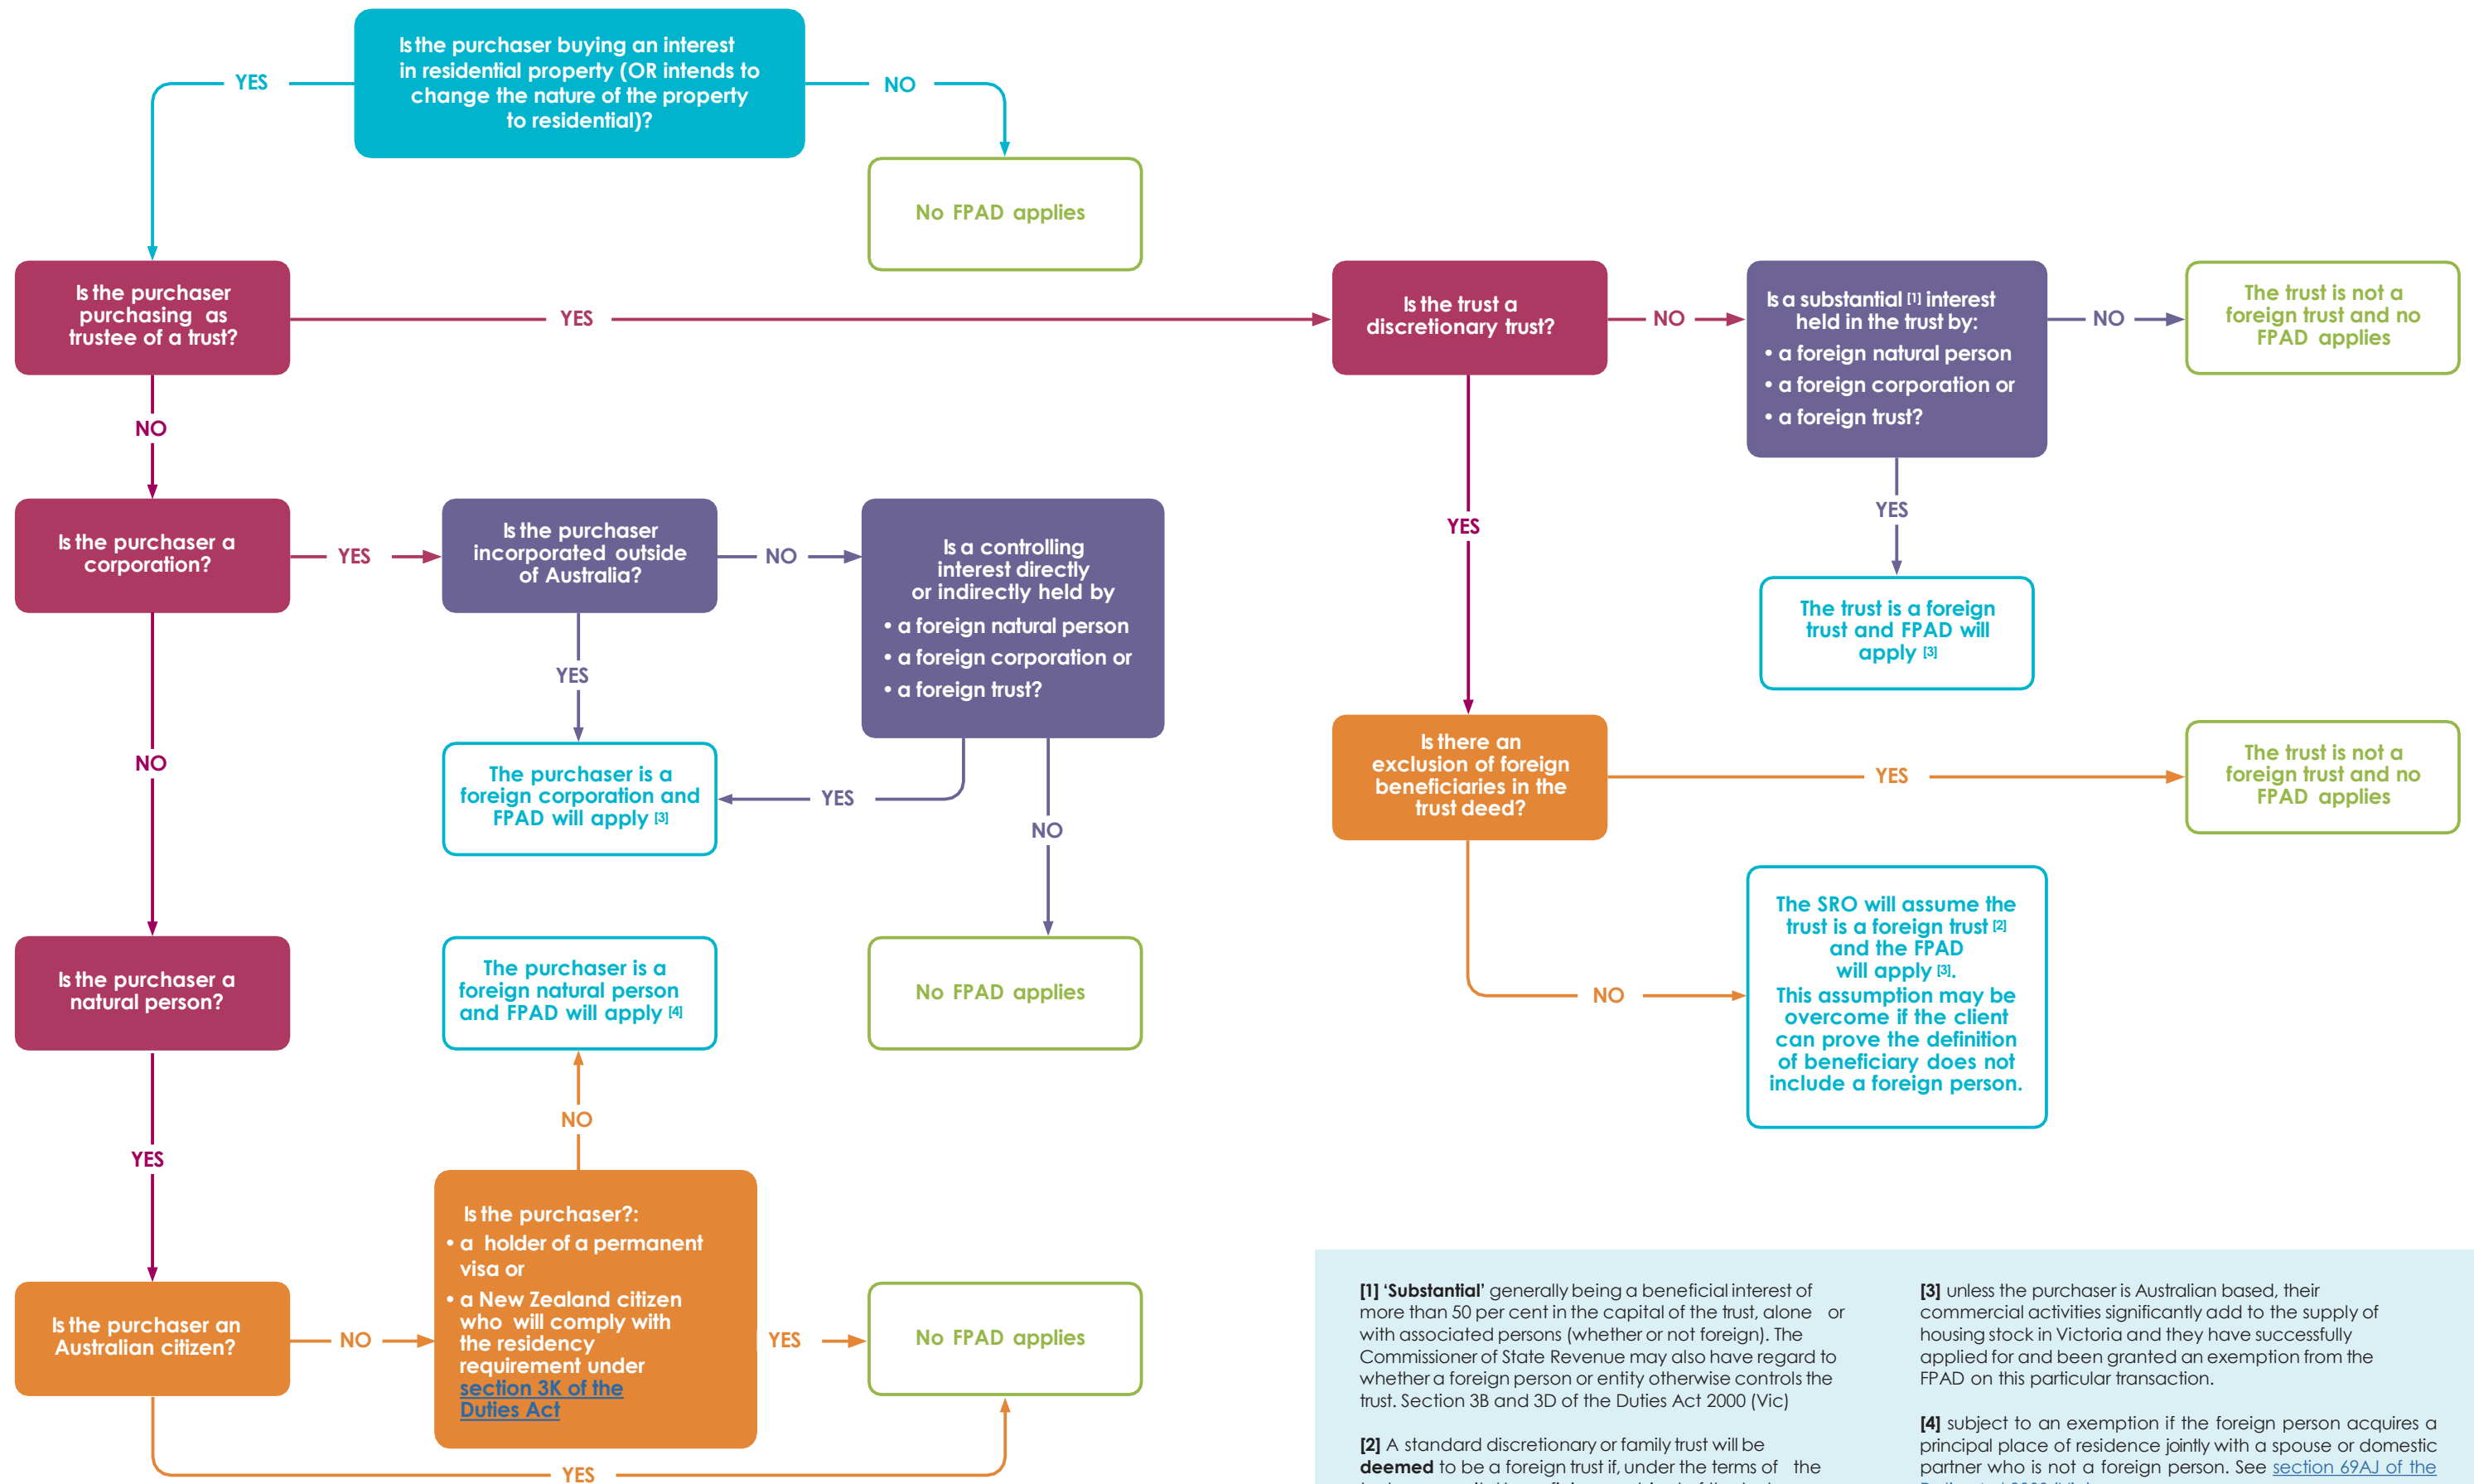 Is the purchaser buying an interest
in residential property (OR intends to
change the nature of the property
to residential)?
YES
NO
No FPAD applies
Is the purchaser
purchasing as
trustee of a trust?
YES
Is the trust a
discretionary trust?
NO
Is a substantial [1] interest
held in the trust by:
• a foreign natural person
• a foreign corporation or
• a foreign trust?
NO
The trust is not a
foreign trust and no
FPAD applies
YES
The trust is a foreign
trust and FPAD will
apply [3]
YES
Is there an
exclusion of foreign
beneficiaries in the
trust deed?
YES
The trust is not a
foreign trust and no
FPAD applies
NO
The SRO will assume the
trust is a foreign trust [2]
and the FPAD
will apply [3].
This assumption may be
overcome if the client
can prove the definition
of beneficiary does not
include a foreign person.
NO
Is the purchaser a
corporation?
YES
Is the purchaser
incorporated outside
of Australia?
NO
Is a controlling
interest directly
or indirectly held by
• a foreign natural person
• a foreign corporation or
• a foreign trust?
YES
The purchaser is a
foreign corporation and
FPAD will apply [3]
YES
NO
No FPAD applies
NO
Is the purchaser a
natural person?
The purchaser is a
foreign natural person
and FPAD will apply [4]
NO
YES
Is the purchaser an
Australian citizen?
NO
Is the purchaser?:
• a holder of a permanent
visa or
• a New Zealand citizen
who will comply with
the residency
requirement under
section 3K of the
Duties Act
YES
No FPAD applies
YES
[1] ‘Substantial’ generally being a beneficial interest of
more than 50 per cent in the capital of the trust, alone or
with associated persons (whether or not foreign). The
Commissioner of State Revenue may also have regard to
whether a foreign person or entity otherwise controls the
trust. Section 3B and 3D of the Duties Act 2000 (Vic)
[2] A standard discretionary or family trust will be
deemed to be a foreign trust if, under the terms of the
[3] unless the purchaser is Australian based, their
commercial activities significantly add to the supply of
housing stock in Victoria and they have successfully
applied for and been granted an exemption from the
FPAD on this particular transaction.
[4] subject to an exemption if the foreign person acquires a
principal place of residence jointly with a spouse or domestic
partner who is not a foreign person. See section 69AJ of the